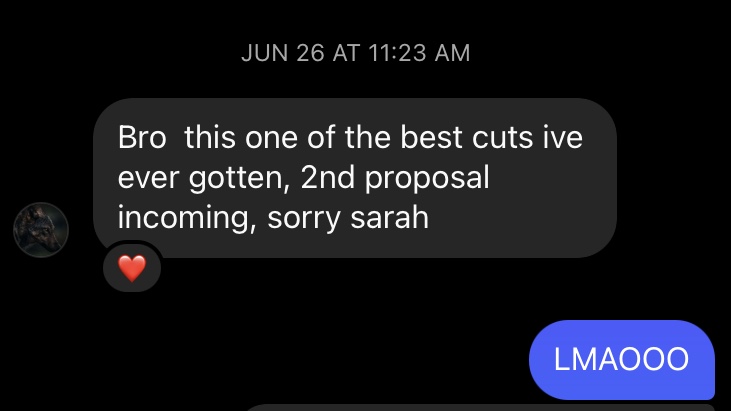 JUN 26 AT 11:23 AM
Bro  this one of the best cuts ive
ever gotten, 2nd proposal
incoming, sorry sarah
LMAOOO